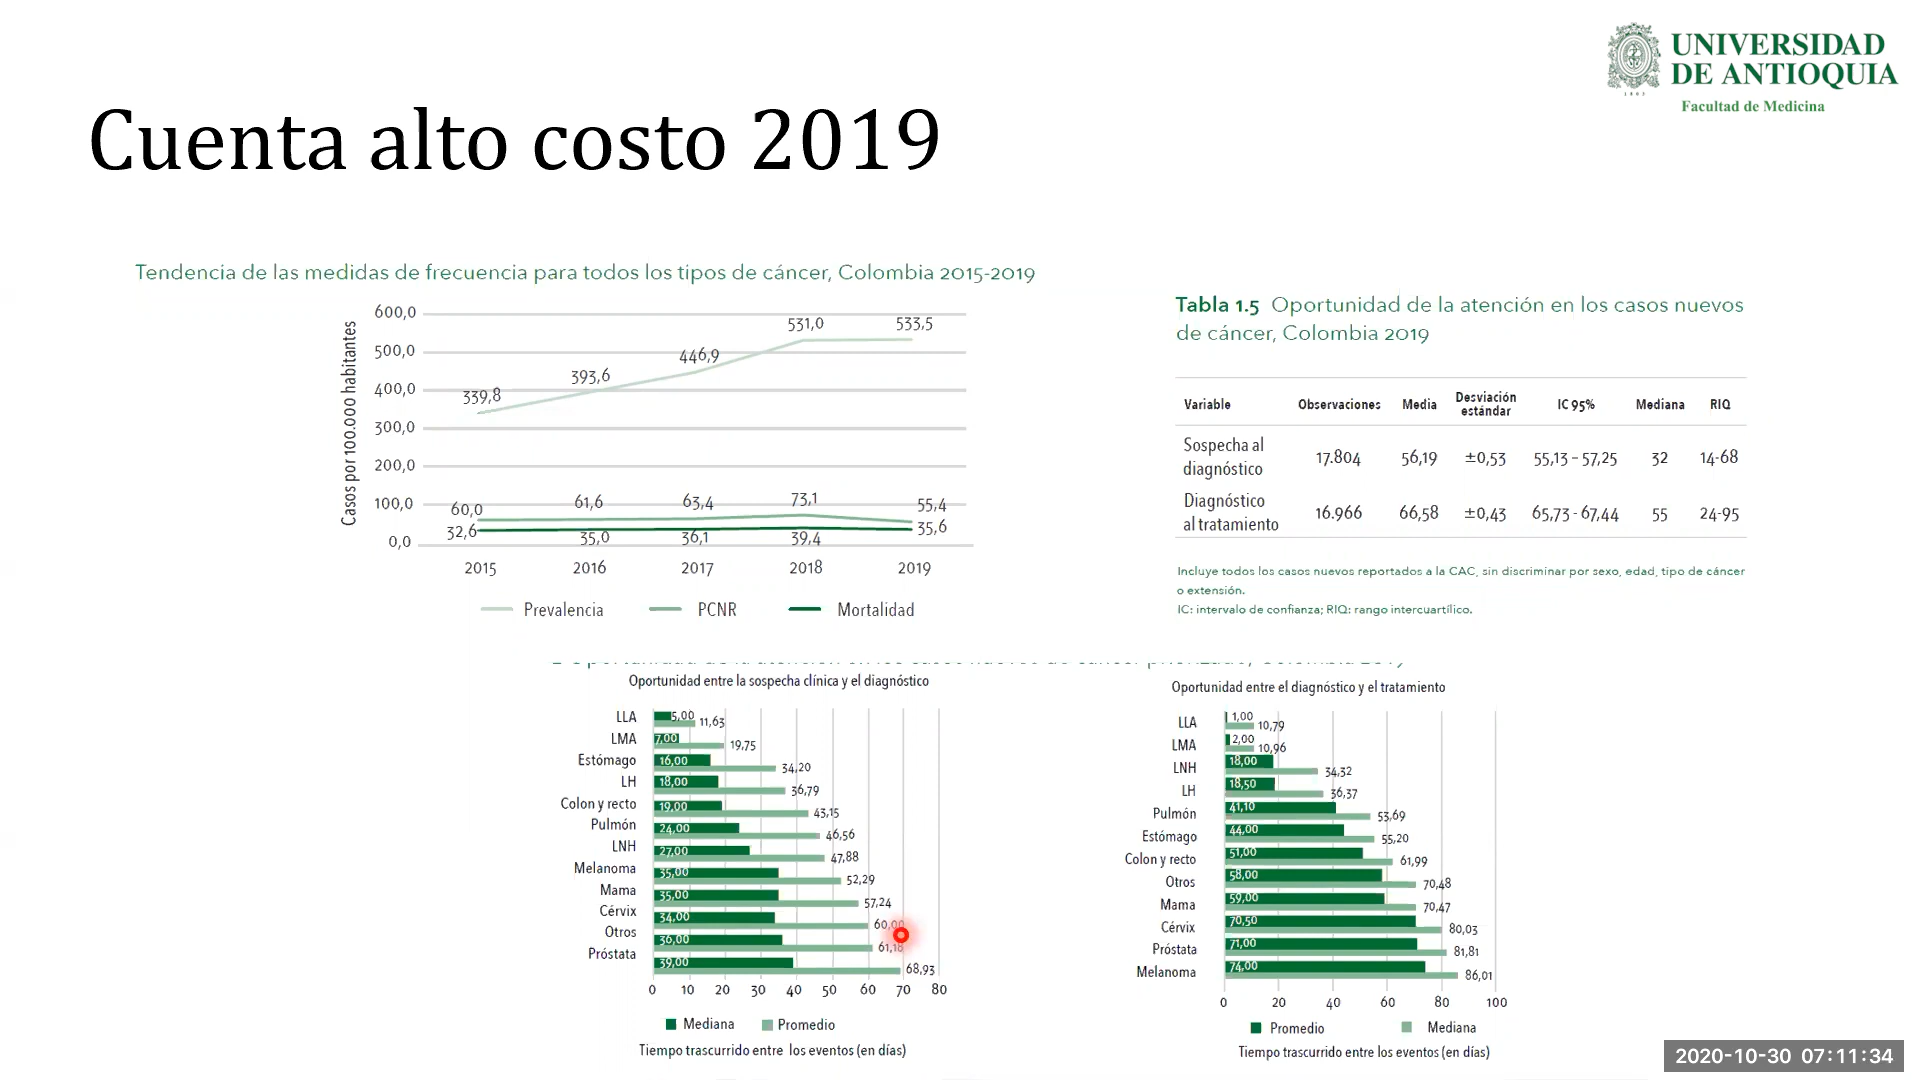 UNIVERSIDAD
DE ANTIOQUIA
1803
Facultad de Medicina
Cuenta alto costo 2019
Tendencia de las medidas de frecuencia para todos los tipos de cáncer, Colombia 2015-2019
Casos por 100.000 habitantes
600,0
500,0
400,0
300,0
200,0
100,0
0,0
339,8
393,6
446,9
531,0
533,5
60,0
61,6
63,4
73,1
55,4
32,6
35,0
36,1
39,4
35,6
2015 2016 2017 2018 2019
Prevalencia PCNR Mortalidad
Tabla 1.5 Oportunidad de la atención en los casos nuevos
de cáncer, Colombia 2019
Variable Observaciones Media Desviación estándar IC 95% Mediana RIQ
Sospecha al diagnóstico 17.804 56,19 ±0,53 55,13 – 57,25 32 14-68
Diagnóstico al tratamiento 16.966 66,58 ±0,43 65,73 - 67,44 55 24-95
Incluye todos los casos nuevos reportados a la CAC, sin discriminar por sexo, edad, tipo de cáncer
o extensión.
IC: intervalo de confianza; RIQ: rango intercuartílico.
Oportunidad entre la sospecha clínica y el diagnóstico
LLA 5,00 11,63
LMA 7,00 19,75
Estómago 16,00 34,20
LH 18,00 36,79
Colon y recto 19,00 43,15
Pulmón 24,00 46,56
LNH 27,00 47,88
Melanoma 35,00 52,29
Mama 35,00 57,24
Cérvix 34,00 60,00
Otros 36,00 61,18
Próstata 39,00 68,93
0 10 20 30 40 50 60 70 80
Mediana Promedio
Tiempo trascurrido entre los eventos (en días)
Oportunidad entre el diagnóstico y el tratamiento
LLA 1,00 10,79
LMA 2,00 10,96
LNH 18,00 34,32
LH 18,50 36,37
Pulmón 41,10 53,69
Estómago 44,00 55,20
Colon y recto 51,00 61,99
Otros 58,00 70,48
Mama 59,00 70,47
Cérvix 70,50 80,03
Próstata 71,00 81,81
Melanoma 74,00 86,01
0 20 40 60 80 100
Promedio Mediana
Tiempo trascurrido entre los eventos (en días)
2020-10-30 07:11:34